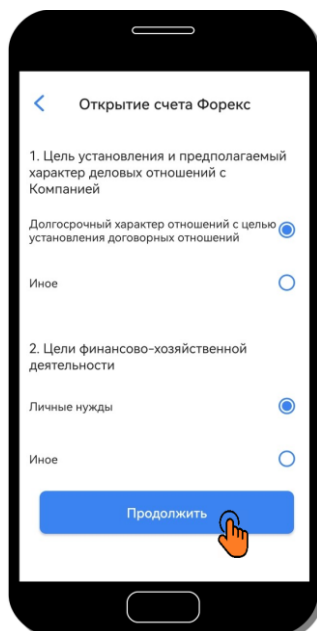 Открытие счета Форекс
1. Цель установления и предполагаемый
характер деловых отношений с
Компанией
Долгосрочный характер отношений с целью
установления договорных отношений
Иное
2. Цели финансово-хозяйственной
деятельности
Личные нужды
Иное
Продолжить